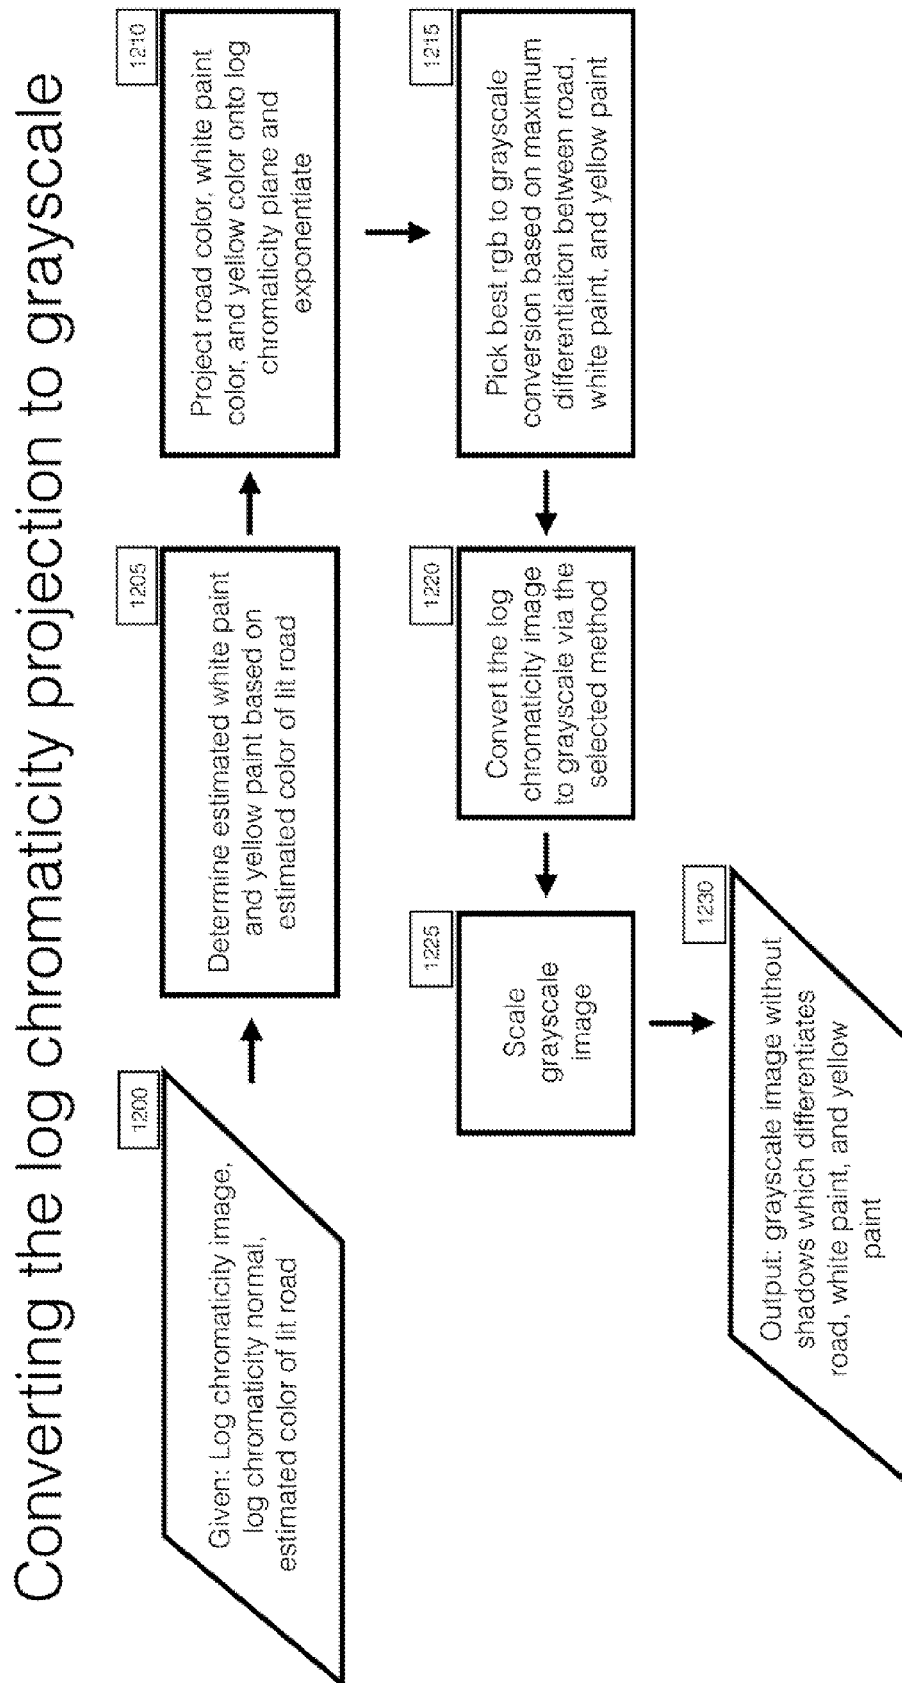 Converting the log chromaticity projection to grayscale
1200
Given: Log chromaticity image,
log chromaticity normal,
estimated color of lit road
1205
Determine estimated white paint
and yellow paint based on
estimated color of lit road
1210
Project road color, white paint
color, and yellow color onto log
chromaticity plane and
exponentiate
1215
Pick best rgb to grayscale
conversion based on maximum
differentiation between road,
white paint, and yellow paint
1220
Convert the log
chromaticity image
to grayscale via the
selected method
1225
Scale
grayscale
image
1230
Output: grayscale image without
shadows which differentiates
road, white paint, and yellow
paint